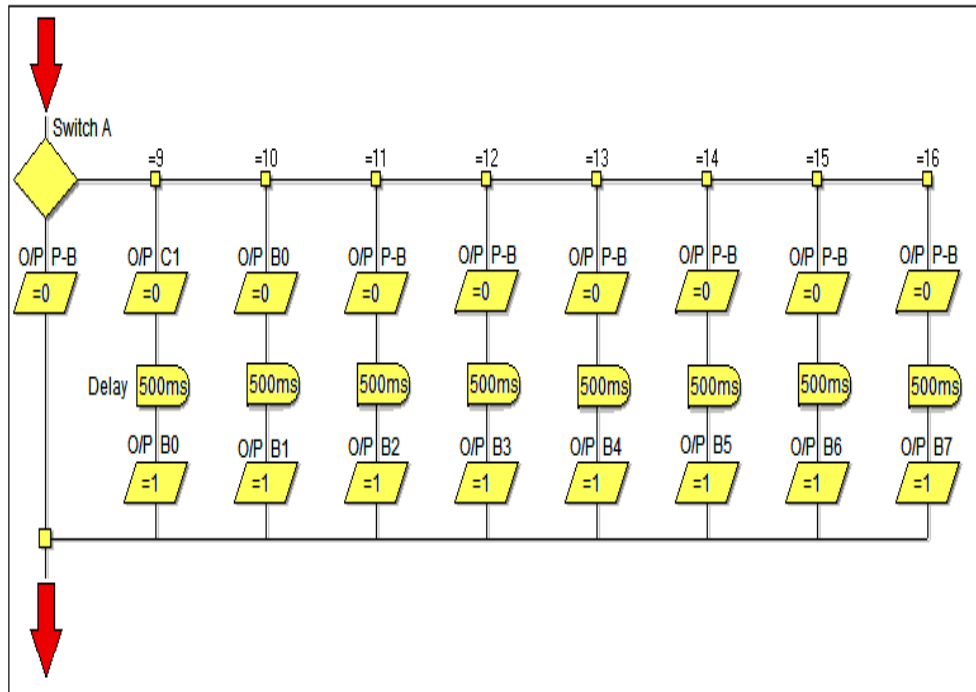 Switch A
=9 =10 =11 =12 =13 =14 =15 =16
O/P P-B O/P C1 O/P B0 O/P P-B O/P P-B O/P P-B O/P P-B O/P P-B O/P P-B
=0 =0 =0 =0 =0 =0 =0 =0 =0
Delay 500ms 500ms 500ms 500ms 500ms 500ms 500ms 500ms
O/P B0 O/P B1 O/P B2 O/P B3 O/P B4 O/P B5 O/P B6 O/P B7
=1 =1 =1 =1 =1 =1 =1 =1